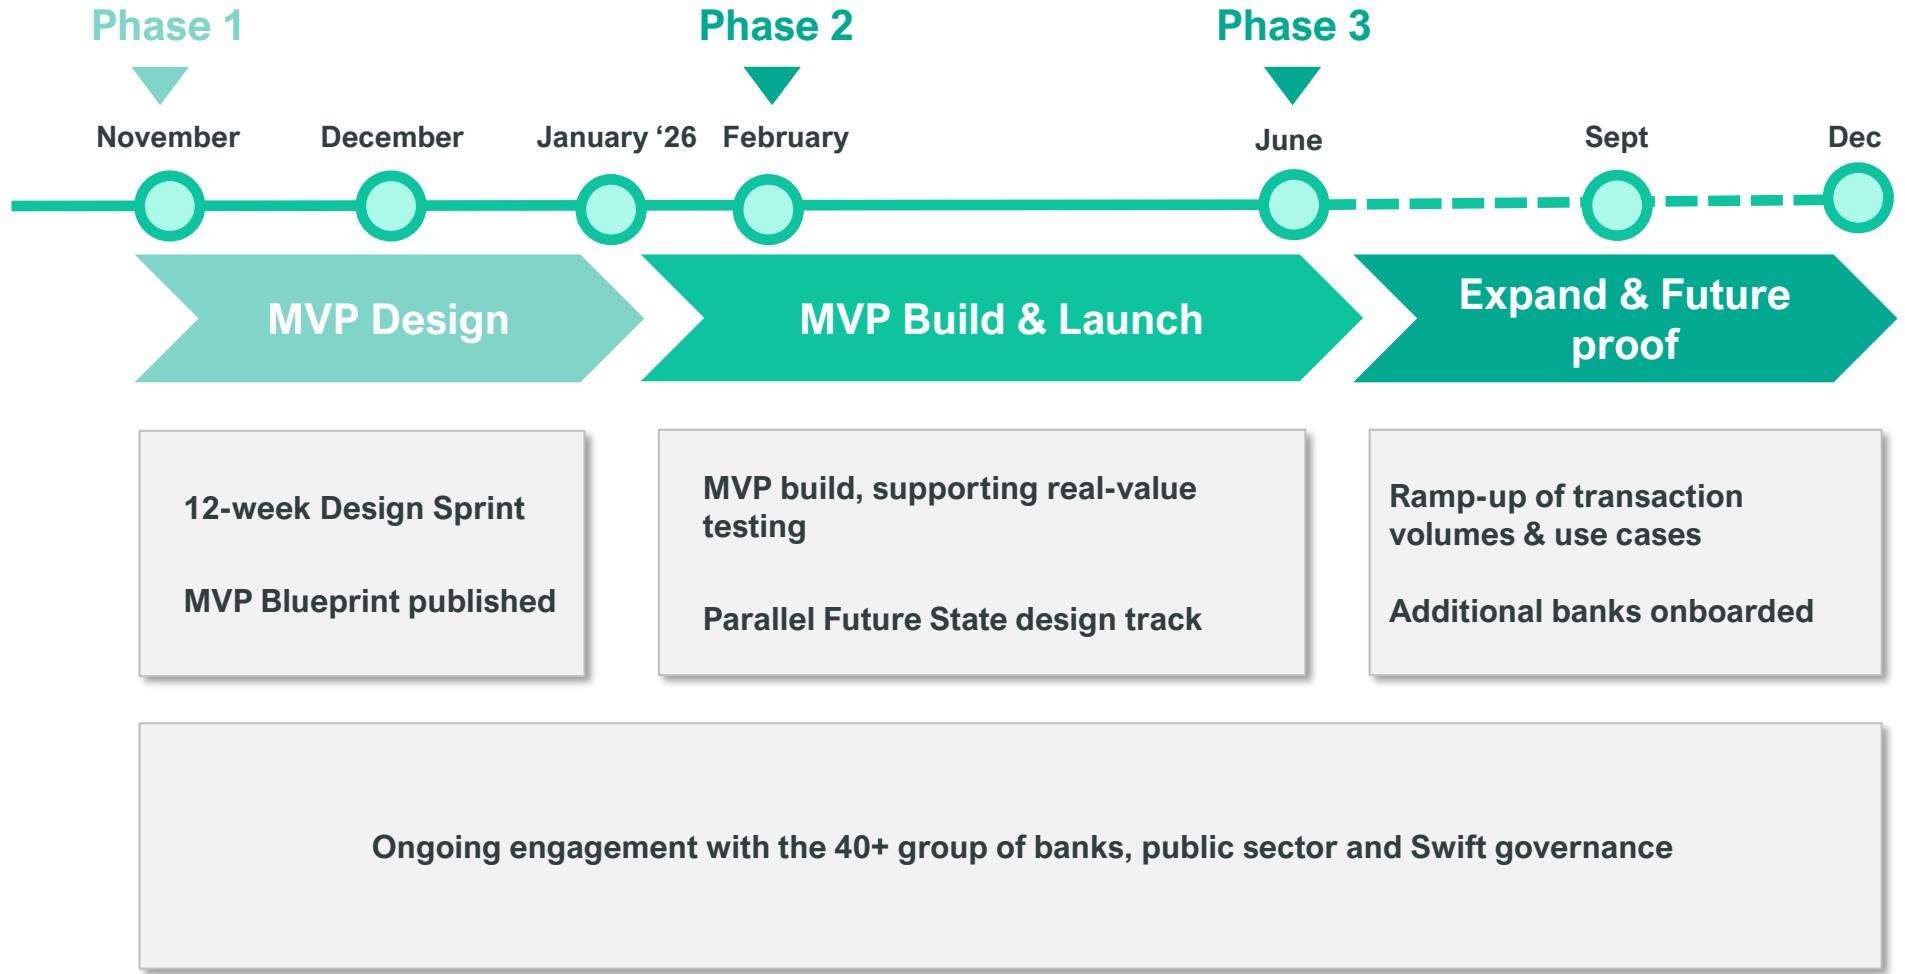 Phase 1
Phase 2
Phase 3
November
December
January ‘26
February
June
Sept
Dec
MVP Design
MVP Build & Launch
Expand & Future
proof
12-week Design Sprint
MVP Blueprint published
MVP build, supporting real-value
testing
Parallel Future State design track
Ramp-up of transaction
volumes & use cases
Additional banks onboarded
Ongoing engagement with the 40+ group of banks, public sector and Swift governance